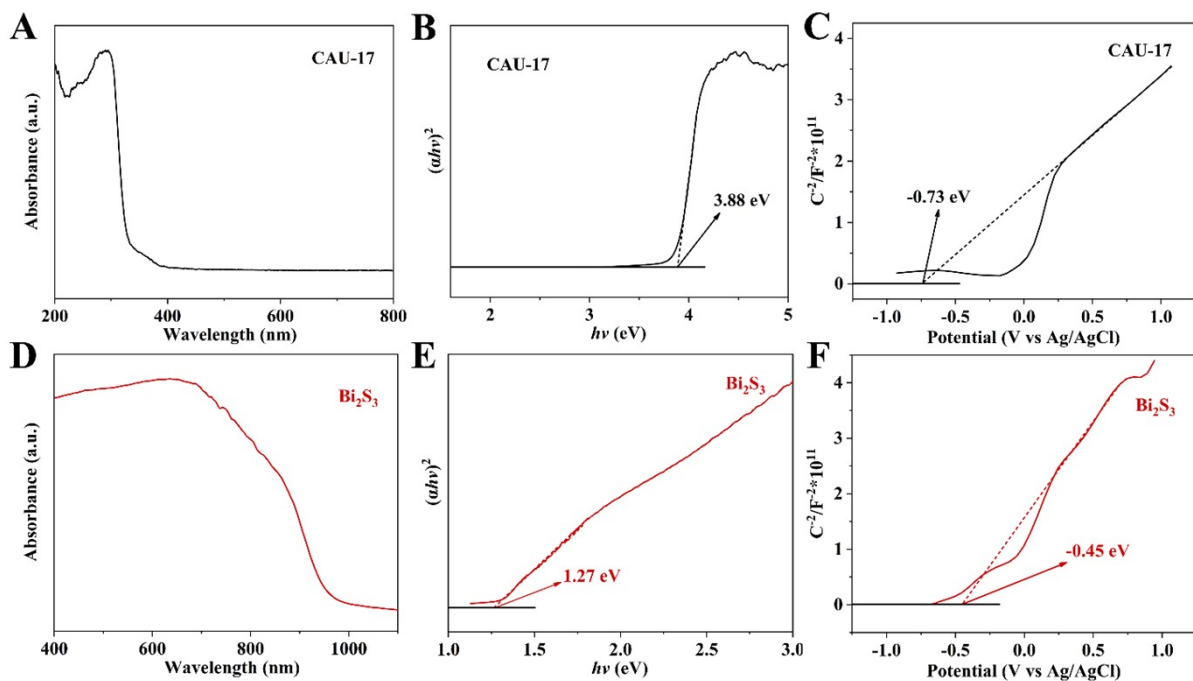 A
CAU-17
Absorbance (a.u.)
200 400 600 800
Wavelength (nm)
B
CAU-17
(αhν)²
3.88 eV
2 3 4 5
hν (eV)
C
CAU-17
C⁻²/F⁻²*10¹¹
4
3
2
1
0
-0.73 eV
-1.0 -0.5 0.0 0.5 1.0
Potential (V vs Ag/AgCl)
D
Bi₂S₃
Absorbance (a.u.)
400 600 800 1000
Wavelength (nm)
E
Bi₂S₃
(αhν)²
1.27 eV
1.0 1.5 2.0 2.5 3.0
hν (eV)
F
Bi₂S₃
C⁻²/F⁻²*10¹¹
4
3
2
1
0
-0.45 eV
-1.0 -0.5 0.0 0.5 1.0
Potential (V vs Ag/AgCl)